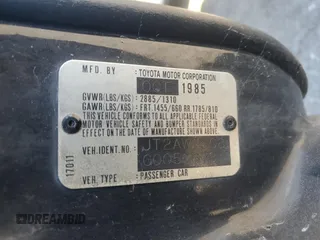 MFD. BY : TOYOTA MOTOR CORPORATION
OCT 1985
GVWR(LBS/KGS) : 2885/1310
GAWR(LBS/KGS) : FRT.1455/660 RR.1785/810
THIS VEHICLE CONFORMS TO ALL APPLICABLE FEDERAL
MOTOR VEHICLE SAFETY AND BUMPER STANDARDS
IN EFFECT ON THE DATE
OF MANUFACTURE SHOWN ABOVE.
VEH.IDENT.NO.:
VEH. TYPE : PASSENGER CAR
17011
DREAMBID